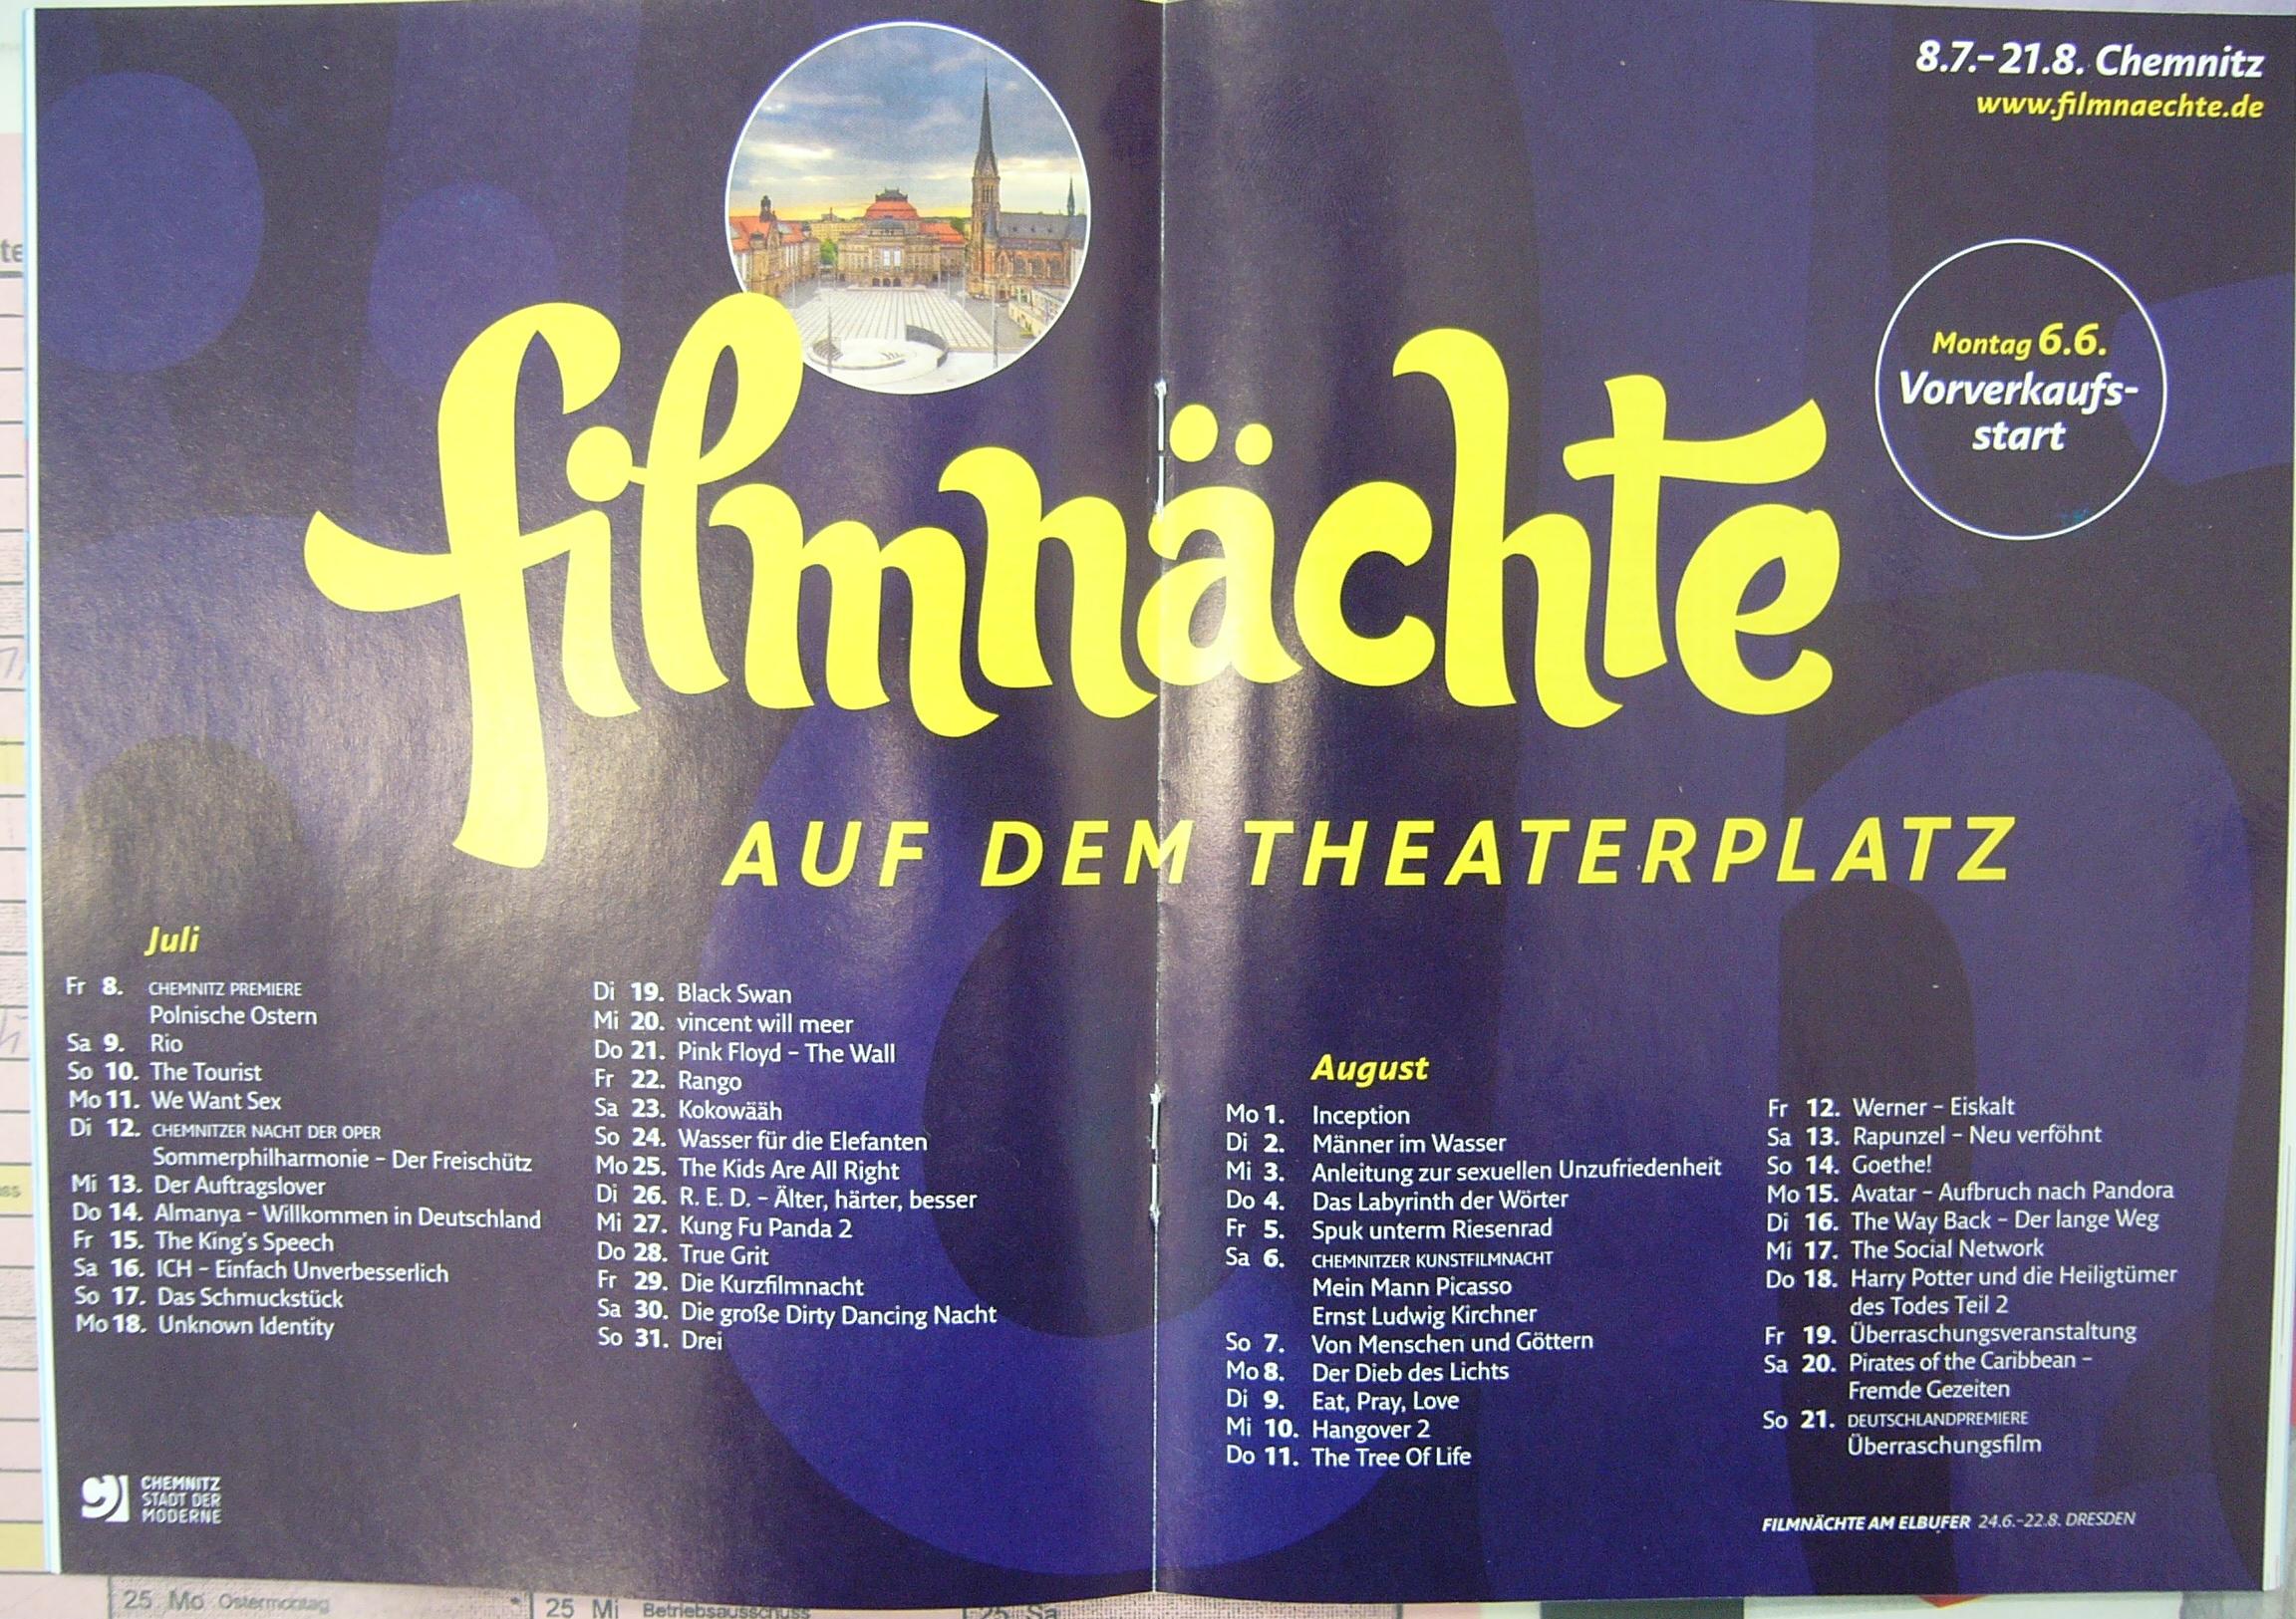 8.7.–21.8. Chemnitz
www.filmnaechte.de
Montag 6.6.
Vorverkaufs-
start
filmnächte
AUF DEM THEATERPLATZ
Juli
Fr 8. CHEMNITZ PREMIERE
Polnische Ostern
Sa 9. Rio
So 10. The Tourist
Mo 11. We Want Sex
Di 12. CHEMNITZER NACHT DER OPER
Sommerphilharmonie – Der Freischütz
Mi 13. Der Auftragslover
Do 14. Almanya – Willkommen in Deutschland
Fr 15. The King's Speech
Sa 16. ICH – Einfach Unverbesserlich
So 17. Das Schmuckstück
Mo 18. Unknown Identity
Di 19. Black Swan
Mi 20. vincent will meer
Do 21. Pink Floyd – The Wall
Fr 22. Rango
Sa 23. Kokowääh
So 24. Wasser für die Elefanten
Mo 25. The Kids Are All Right
Di 26. R. E. D. – Älter, härter, besser
Mi 27. Kung Fu Panda 2
Do 28. True Grit
Fr 29. Die Kurzfilmnacht
Sa 30. Die große Dirty Dancing Nacht
So 31. Drei
August
Mo 1. Inception
Di 2. Männer im Wasser
Mi 3. Anleitung zur sexuellen Unzufriedenheit
Do 4. Das Labyrinth der Wörter
Fr 5. Spuk unterm Riesenrad
Sa 6. CHEMNITZER KUNSTFILMNACHT
Mein Mann Picasso
Ernst Ludwig Kirchner
So 7. Von Menschen und Göttern
Mo 8. Der Dieb des Lichts
Di 9. Eat, Pray, Love
Mi 10. Hangover 2
Do 11. The Tree Of Life
Fr 12. Werner – Eiskalt
Sa 13. Rapunzel – Neu verföhnt
So 14. Goethe!
Mo 15. Avatar – Aufbruch nach Pandora
Di 16. The Way Back – Der lange Weg
Mi 17. The Social Network
Do 18. Harry Potter und die Heiligtümer
des Todes Teil 2
Fr 19. Überraschungsveranstaltung
Sa 20. Pirates of the Caribbean –
Fremde Gezeiten
So 21. DEUTSCHLANDPREMIERE
Überraschungsfilm
CHEMNITZ
STADT DER
MODERNE
FILMNÄCHTE AM ELBUFER 24.6.–22.8. DRESDEN
25 Mo Ostermontag
25 Mi Betriebsausschuss
25 Sa